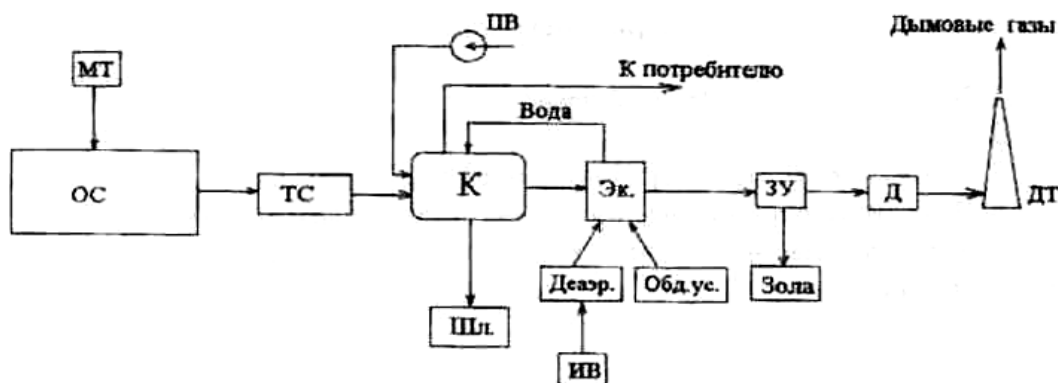 ПВ
Дымовые газы
МТ
К потребителю
Вода
ОС
ТС
К
Эк.
ЗУ
Д
ДТ
Деаэр.
Обд.ус.
Зола
Шл.
ИВ